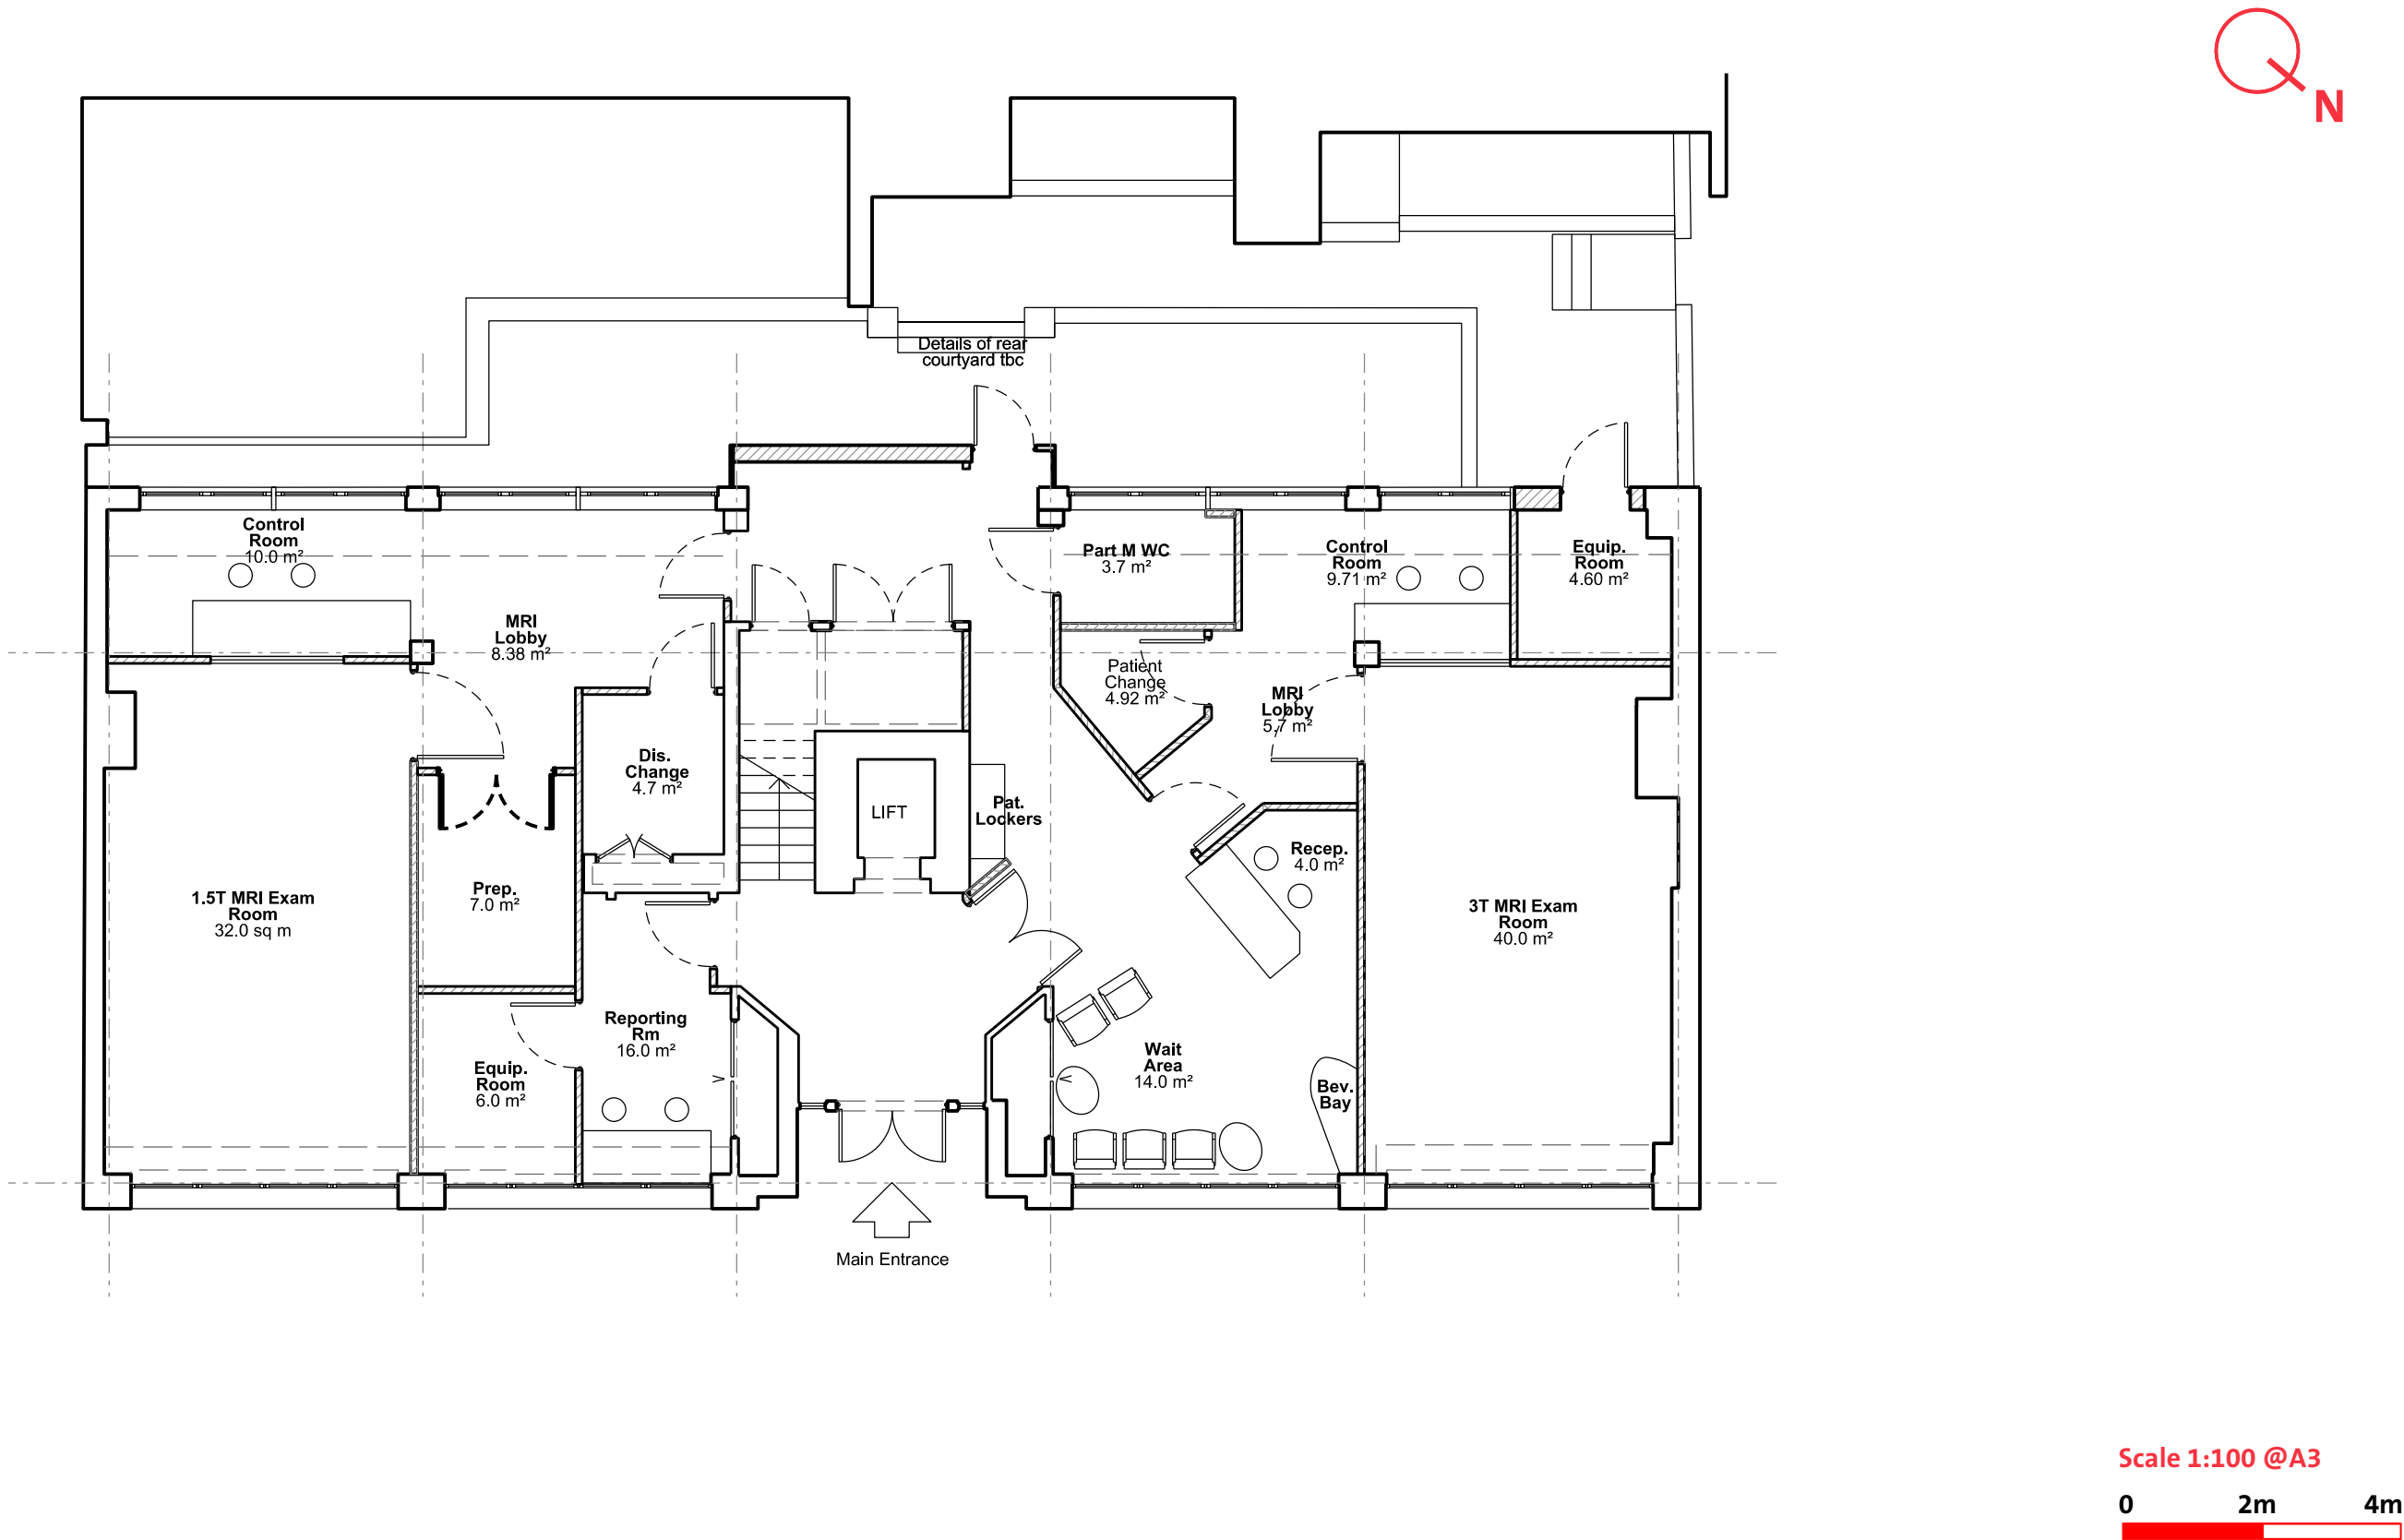 N
Details of rear
courtyard tbc
Control
Room
10.0 m²
MRI
Lobby
8.38 m²
Part M WC
3.7 m²
Control
Room
9.71 m²
Equip.
Room
4.60 m²
Patient
Change
4.92 m²
MRI
Lobby
5.7 m²
Dis.
Change
4.7 m²
LIFT
Pat.
Lockers
Recep.
4.0 m²
1.5T MRI Exam
Room
32.0 sq m
Prep.
7.0 m²
3T MRI Exam
Room
40.0 m²
Reporting
Rm
16.0 m²
Equip.
Room
6.0 m²
Wait
Area
14.0 m²
Bev.
Bay
Main Entrance
Scale 1:100 @A3
0 2m 4m